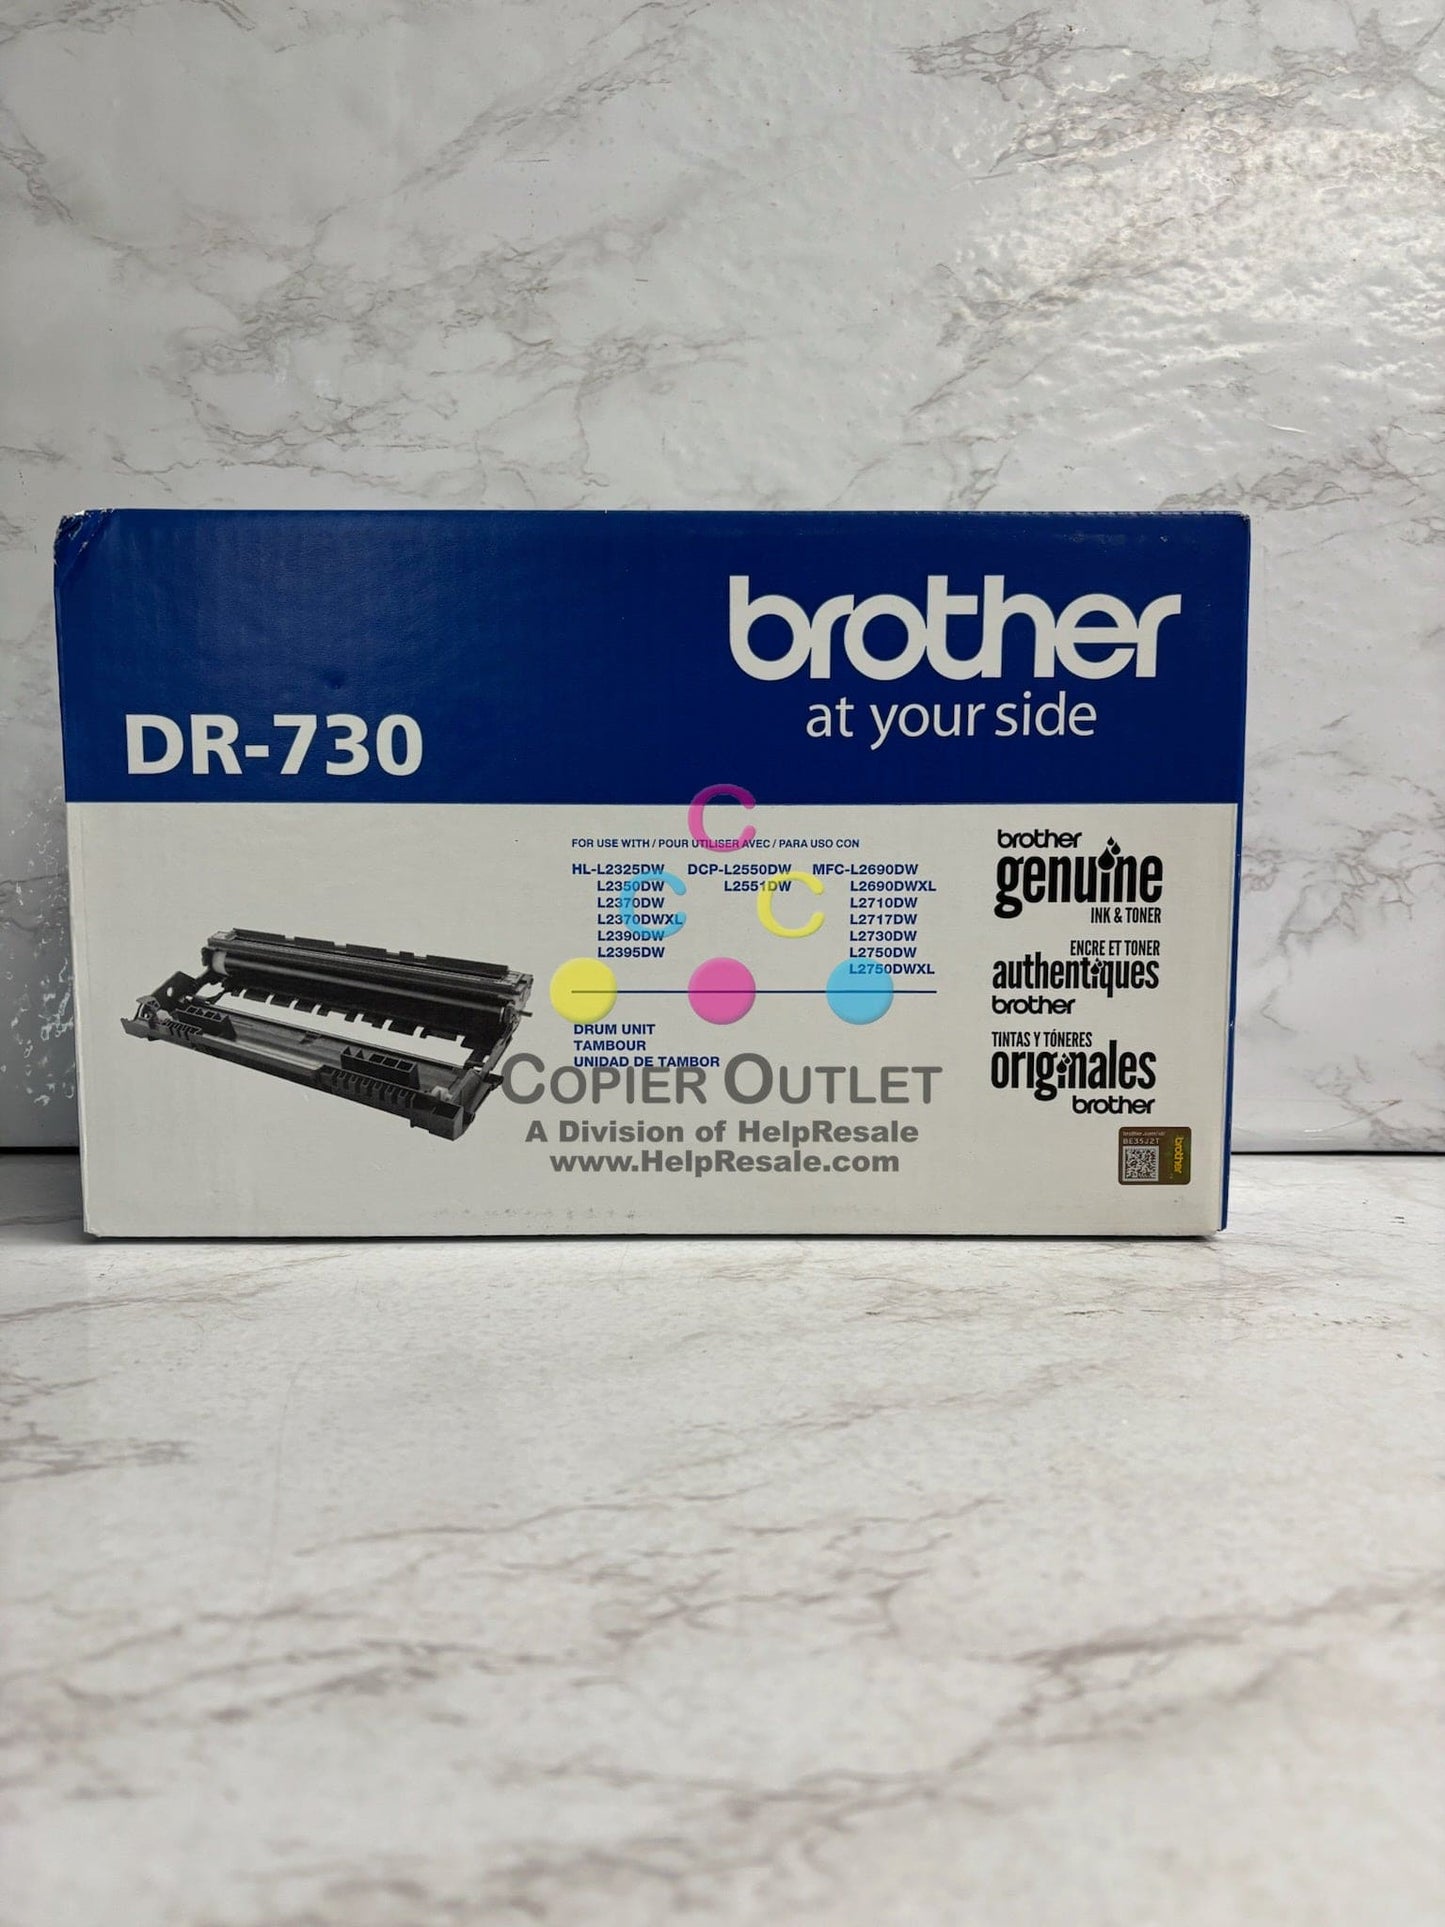 brother
at your side
DR-730
FOR USE WITH / POUR UTILISER AVEC / PARA USO CON
HL-L2325DW DCP-L2550DW MFC-L2690DW
L2350DW L2551DW L2690DWXL
L2370DW L2710DW
L2370DWXL L2717DW
L2390DW L2730DW
L2395DW L2750DW
L2750DWXL
DRUM UNIT
TAMBOUR
UNIDAD DE TAMBOR
brother
genuine
INK & TONER
ENCRE ET TONER
authentiques
brother
TINTAS Y TÓNERES
originales
brother
BE35J2T
brother
C
C C
COPIER OUTLET
A Division of HelpResale
www.HelpResale.com